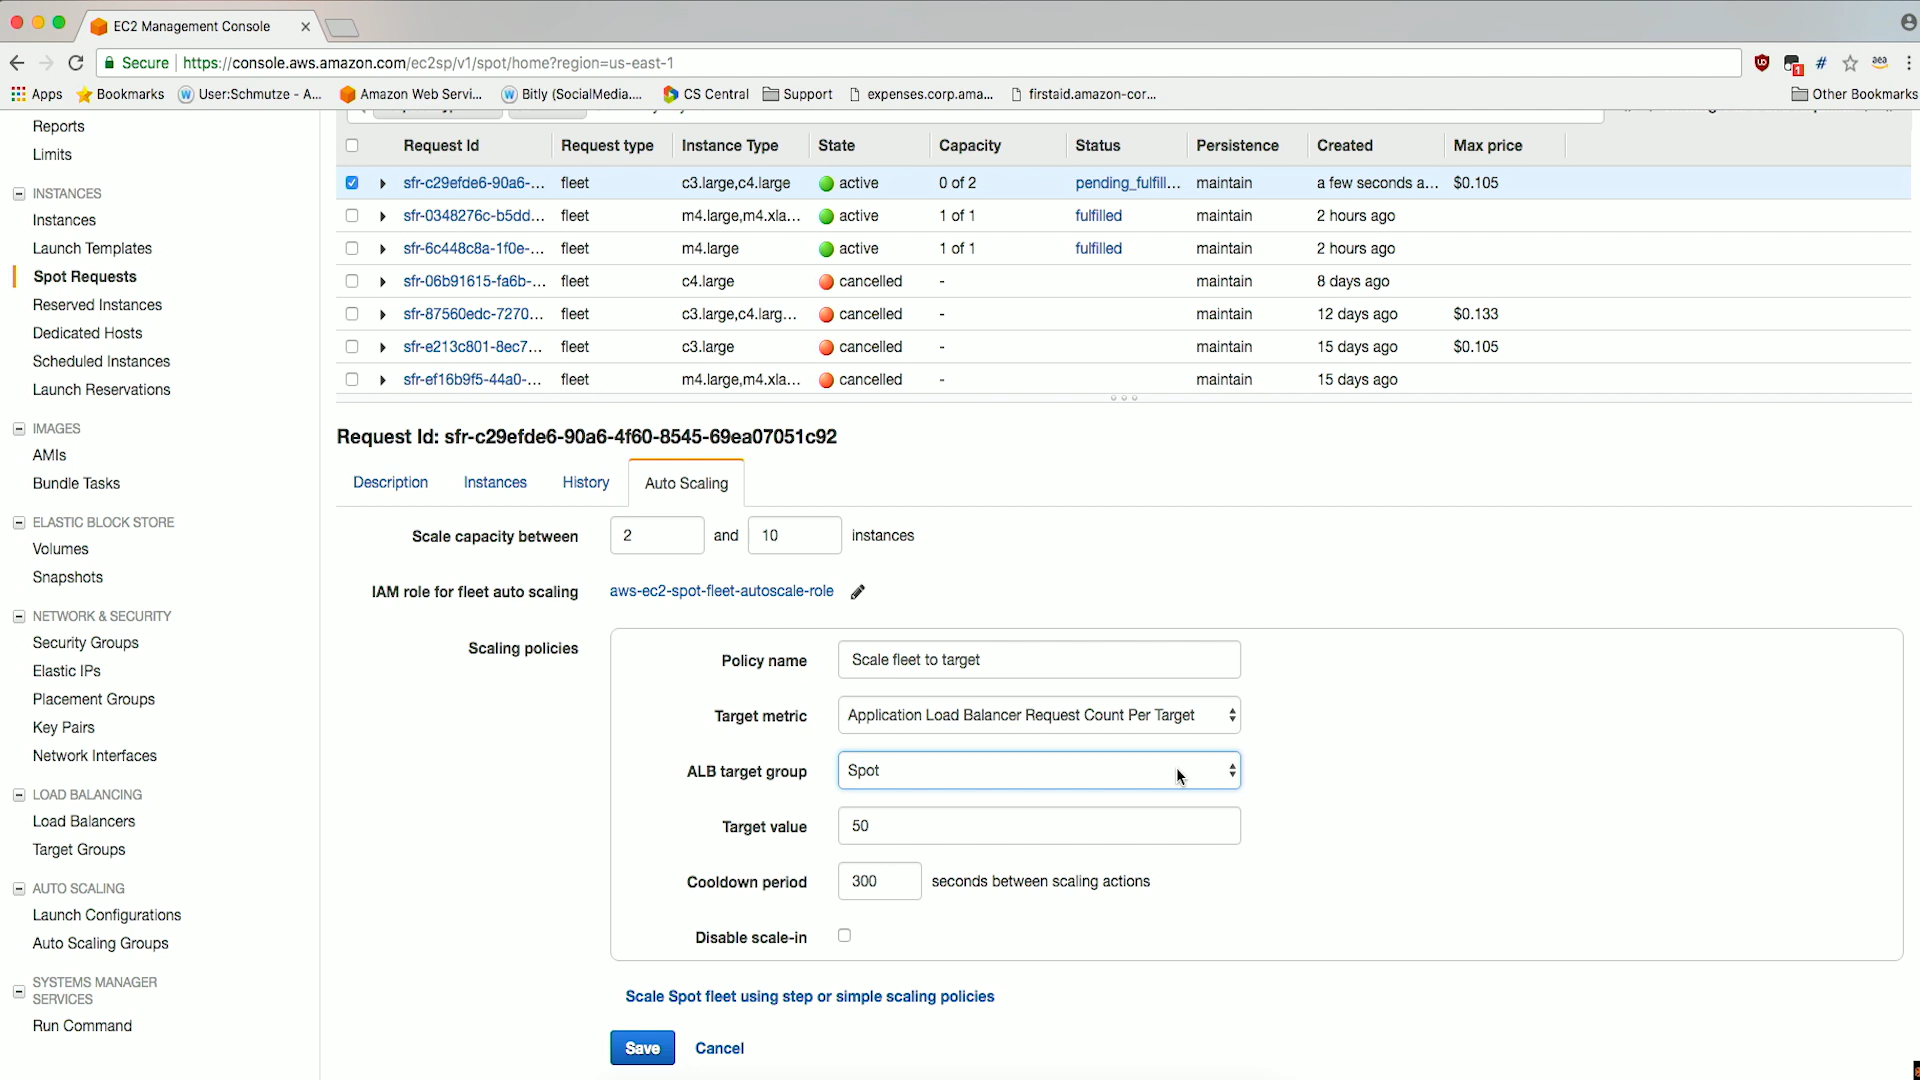 EC2 Management Console
Secure https://console.aws.amazon.com/ec2sp/v1/spot/home?region=us-east-1
1
Apps Bookmarks User:Schmutze - A... Amazon Web Servi... Bitly (SocialMedia.... CS Central Support expenses.corp.ama... firstaid.amazon-cor... Other Bookmarks
Reports
Limits
INSTANCES
Instances
Launch Templates
Spot Requests
Reserved Instances
Dedicated Hosts
Scheduled Instances
Launch Reservations
IMAGES
AMIs
Bundle Tasks
ELASTIC BLOCK STORE
Volumes
Snapshots
NETWORK & SECURITY
Security Groups
Elastic IPs
Placement Groups
Key Pairs
Network Interfaces
LOAD BALANCING
Load Balancers
Target Groups
AUTO SCALING
Launch Configurations
Auto Scaling Groups
SYSTEMS MANAGER
SERVICES
Run Command
Request Id Request type Instance Type State Capacity Status Persistence Created Max price
sfr-c29efde6-90a6-... fleet c3.large,c4.large active 0 of 2 pending_fulfill... maintain a few seconds a... $0.105
sfr-0348276c-b5dd... fleet m4.large,m4.xla... active 1 of 1 fulfilled maintain 2 hours ago
sfr-6c448c8a-1f0e-... fleet m4.large active 1 of 1 fulfilled maintain 2 hours ago
sfr-06b91615-fa6b-... fleet c4.large cancelled - maintain 8 days ago
sfr-87560edc-7270... fleet c3.large,c4.larg... cancelled - maintain 12 days ago $0.133
sfr-e213c801-8ec7... fleet c3.large cancelled - maintain 15 days ago $0.105
sfr-ef16b9f5-44a0-... fleet m4.large,m4.xla... cancelled - maintain 15 days ago
Request Id: sfr-c29efde6-90a6-4f60-8545-69ea07051c92
Description Instances History Auto Scaling
Scale capacity between 2 and 10 instances
IAM role for fleet auto scaling aws-ec2-spot-fleet-autoscale-role
Scaling policies
Policy name Scale fleet to target
Target metric Application Load Balancer Request Count Per Target
ALB target group Spot
Target value 50
Cooldown period 300 seconds between scaling actions
Disable scale-in
Scale Spot fleet using step or simple scaling policies
Save Cancel